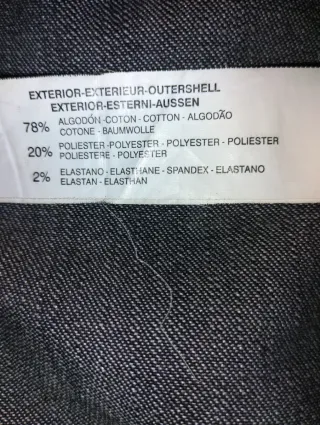 EXTERIOR-EXTERIEUR-OUTERSHELL
EXTERIOR-ESTERNI-AUSSEN
78% ALGODÓN-COTON-COTTON-ALGODÃO
COTONE-BAUMWOLLE
20% POLIESTER-POLYESTER-POLYESTER-POLIESTER
POLIESTERE-POLYESTER
2% ELASTANO-ELASTHANE-SPANDEX-ELASTANO
ELASTAN-ELASTHAN